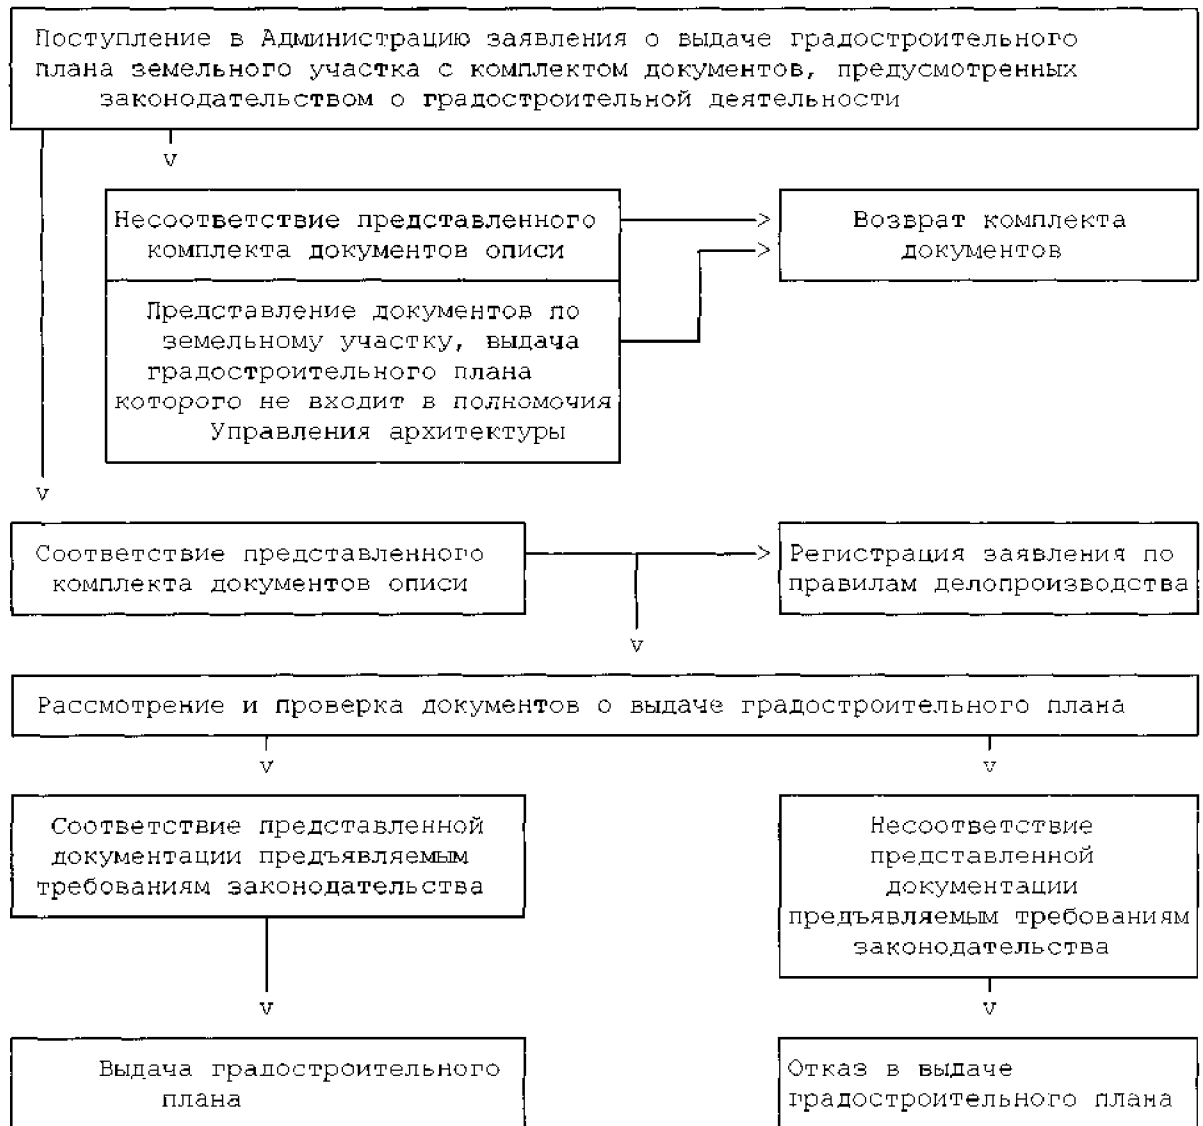 Поступление в Администрацию заявления о выдаче градостроительного
плана земельного участка с комплектом документов, предусмотренных
законодательством о градостроительной деятельности
v
Несоответствие представленного
комплекта документов описи
>
Возврат комплекта
документов
>
Представление документов по
земельному участку, выдача
градостроительного плана
которого не входит в полномочия
Управления архитектуры
v
Соответствие представленного
комплекта документов описи
>
Регистрация заявления по
правилам делопроизводства
v
Рассмотрение и проверка документов о выдаче градостроительного плана
v
v
Соответствие представленной
документации предъявляемым
требованиям законодательства
Несоответствие
представленной
документации
предъявляемым требованиям
законодательства
v
v
Выдача градостроительного
плана
Отказ в выдаче
градостроительного плана